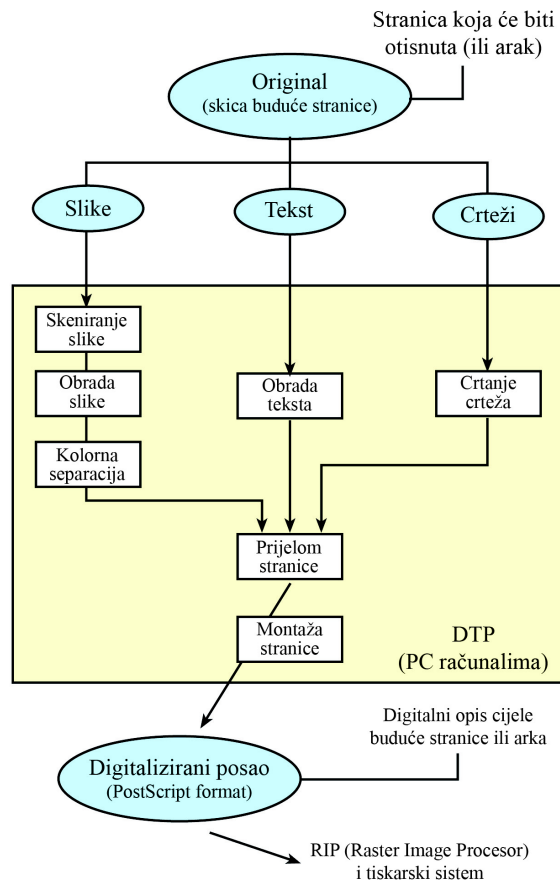 Stranica koja će biti
otisnuta (ili arak)
Original
(skica buduće stranice)
Slike
Tekst
Crteži
Skeniranje
slike
Obrada
slike
Kolorna
separacija
Obrada
teksta
Crtanje
crteža
Prijelom
stranice
Montaža
stranice
DTP
(PC računalima)
Digitalni opis cijele
buduće stranice ili arka
Digitalizirani posao
(PostScript format)
RIP (Raster Image Procesor)
i tiskarski sistem